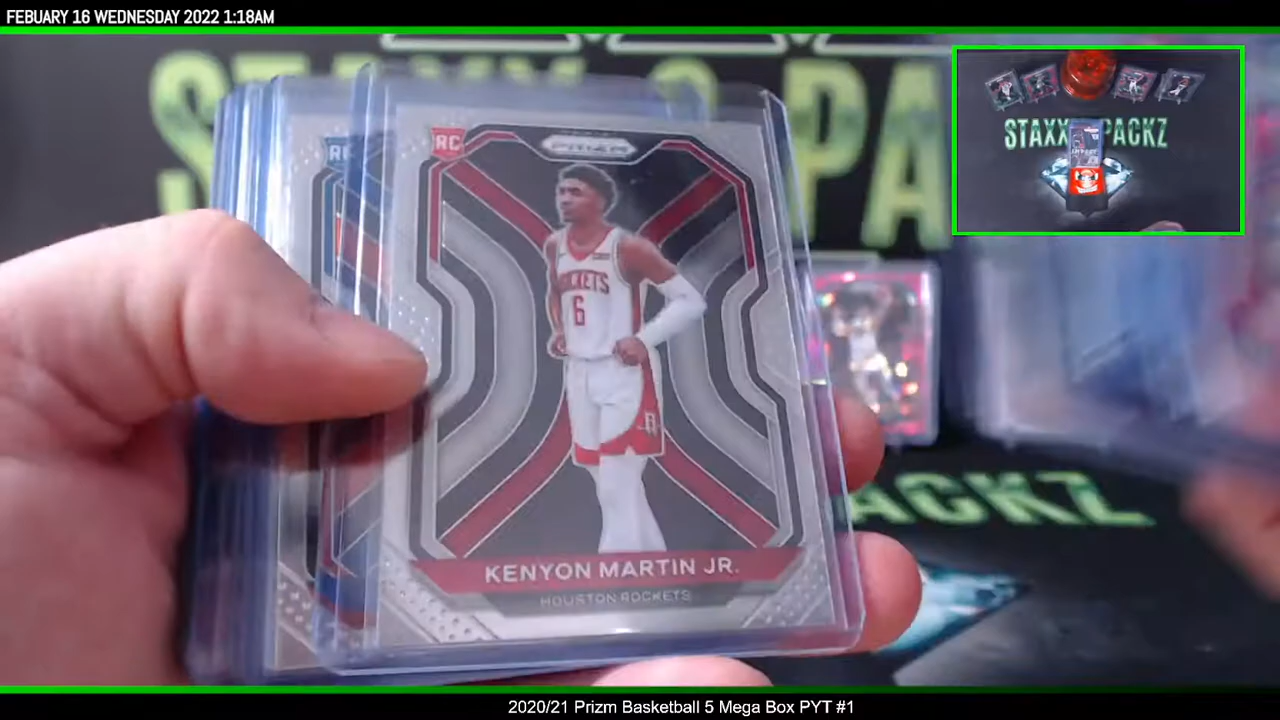 FEBUARY 16 WEDNESDAY 2022 1:18AM
STAXX PACKZ
RC
PRIZM
ROCKETS
6
KENYON MARTIN JR.
HOUSTON ROCKETS
PACKZ
2020/21 Prizm Basketball 5 Mega Box PYT #1